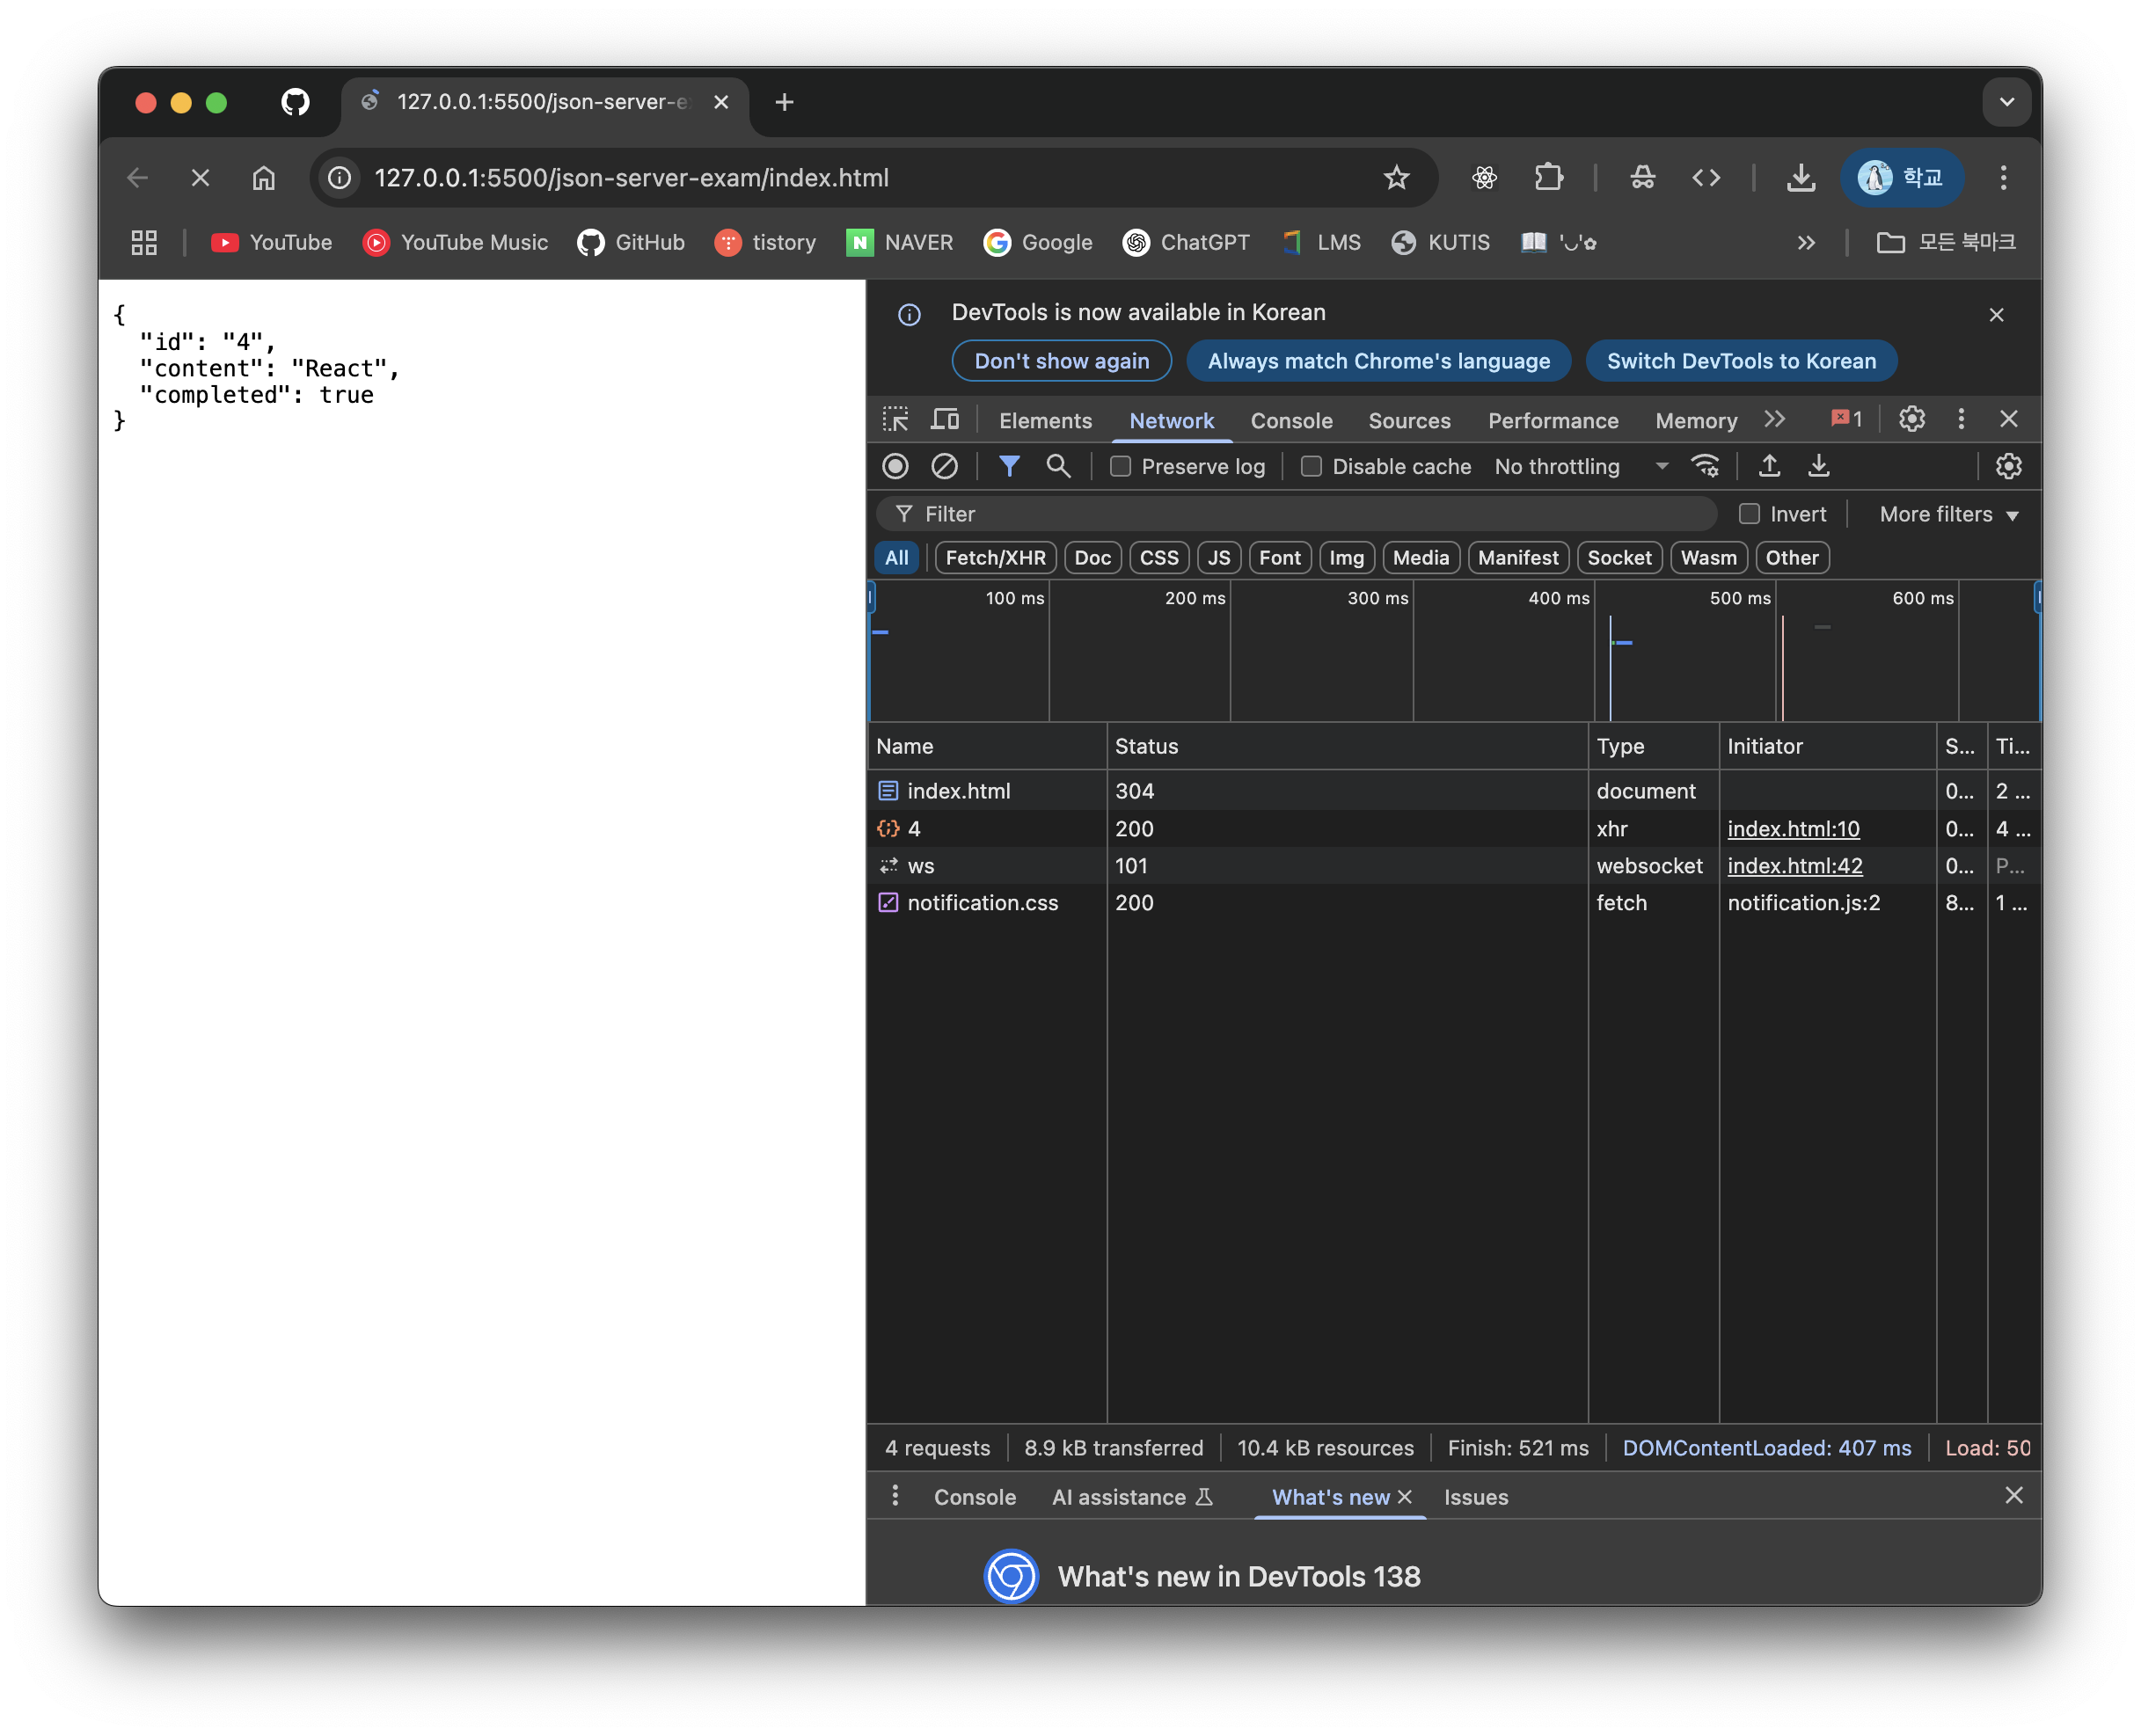 127.0.0.1:5500/json-server-e
127.0.0.1:5500/json-server-exam/index.html
학교
YouTube
YouTube Music
GitHub
tistory
NAVER
Google
ChatGPT
LMS
KUTIS
'◡'✿
모든 북마크
{
"id": "4",
"content": "React",
"completed": true
}
DevTools is now available in Korean
Don't show again
Always match Chrome's language
Switch DevTools to Korean
Elements
Network
Console
Sources
Performance
Memory
1
Preserve log
Disable cache
No throttling
Filter
Invert
More filters
All
Fetch/XHR
Doc
CSS
JS
Font
Img
Media
Manifest
Socket
Wasm
Other
100 ms
200 ms
300 ms
400 ms
500 ms
600 ms
Name Status Type Initiator S... Ti...
index.html 304 document 0... 2 ...
4 200 xhr index.html:10 0... 4 ...
ws 101 websocket index.html:42 0... P...
notification.css 200 fetch notification.js:2 8... 1 ...
4 requests
8.9 kB transferred
10.4 kB resources
Finish: 521 ms
DOMContentLoaded: 407 ms
Load: 50
Console
AI assistance
What's new
Issues
What's new in DevTools 138